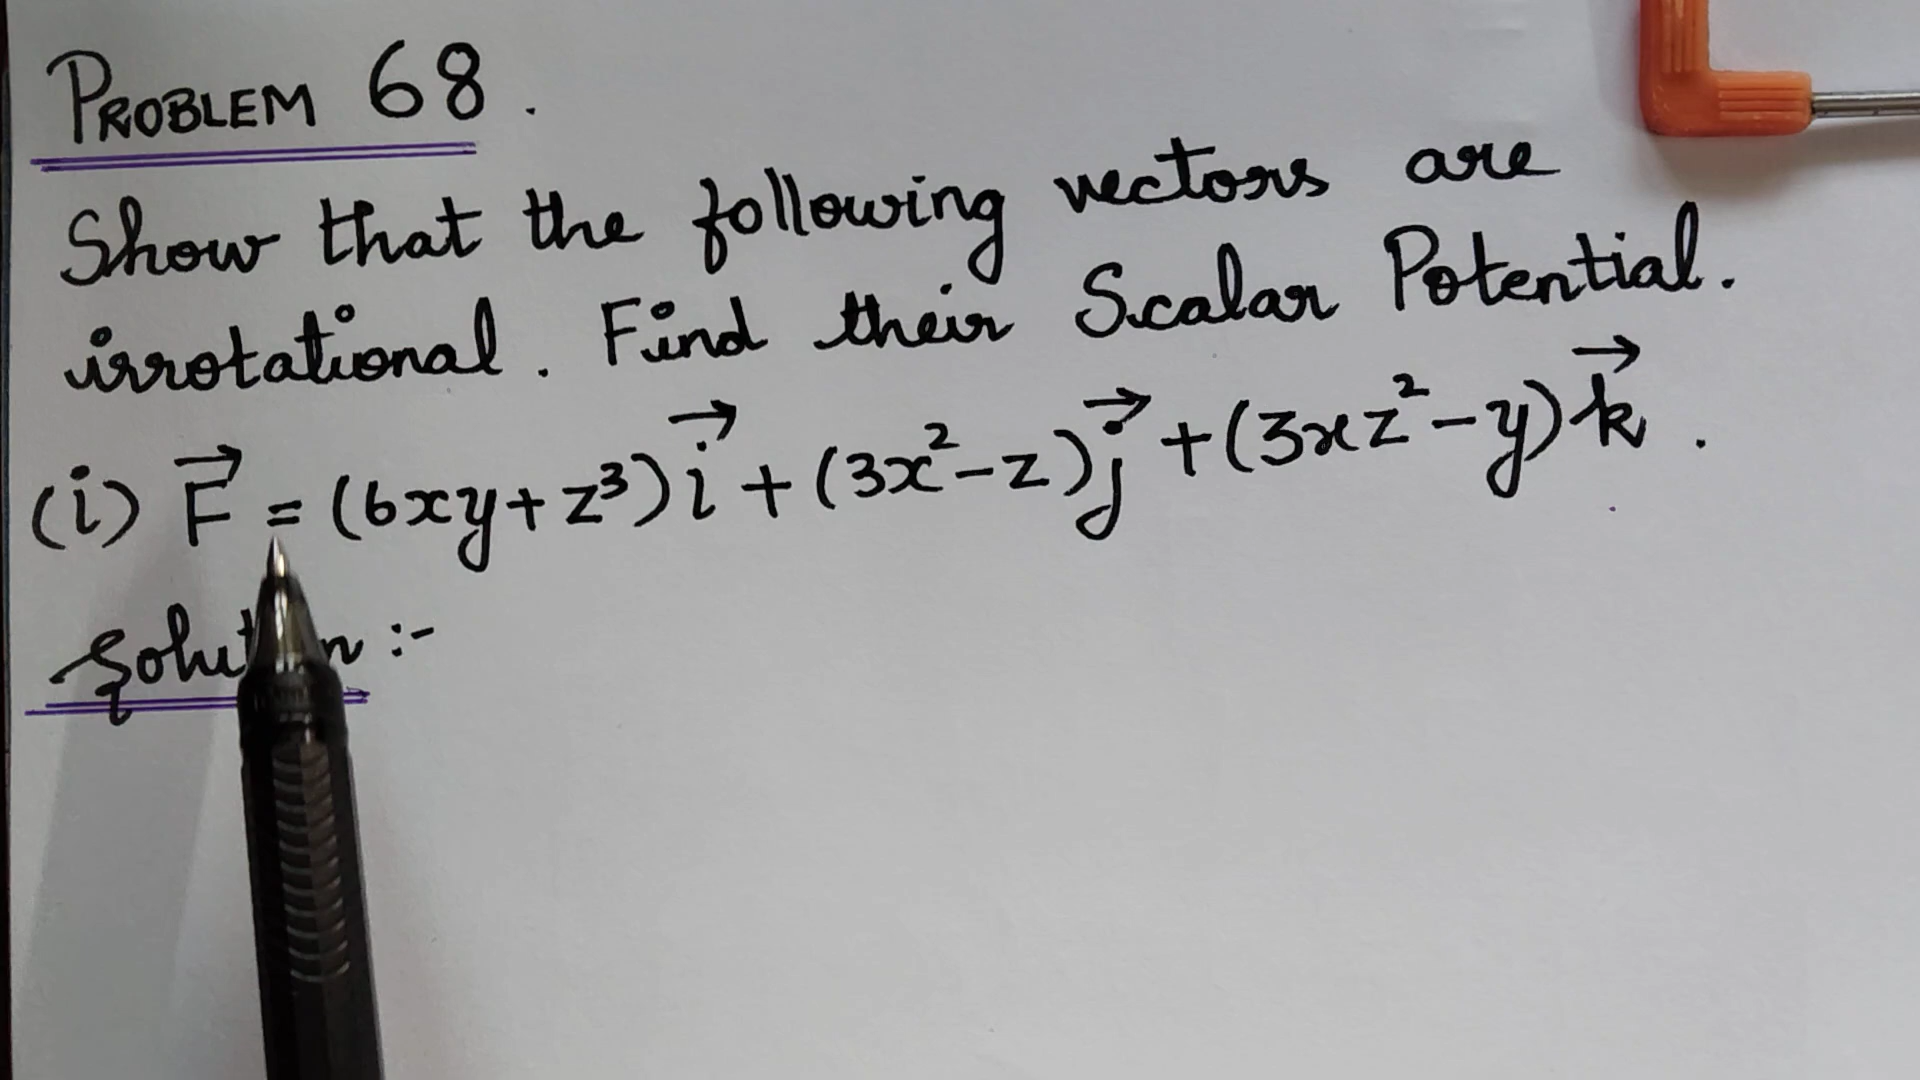 PROBLEM 68.
Show that the following vectors are
irrotational. Find their Scalar Potential.
(i) F⃗ = (6xy+z³)i⃗ + (3x²-z)j⃗ + (3xz²-y)k⃗.
Solution :-